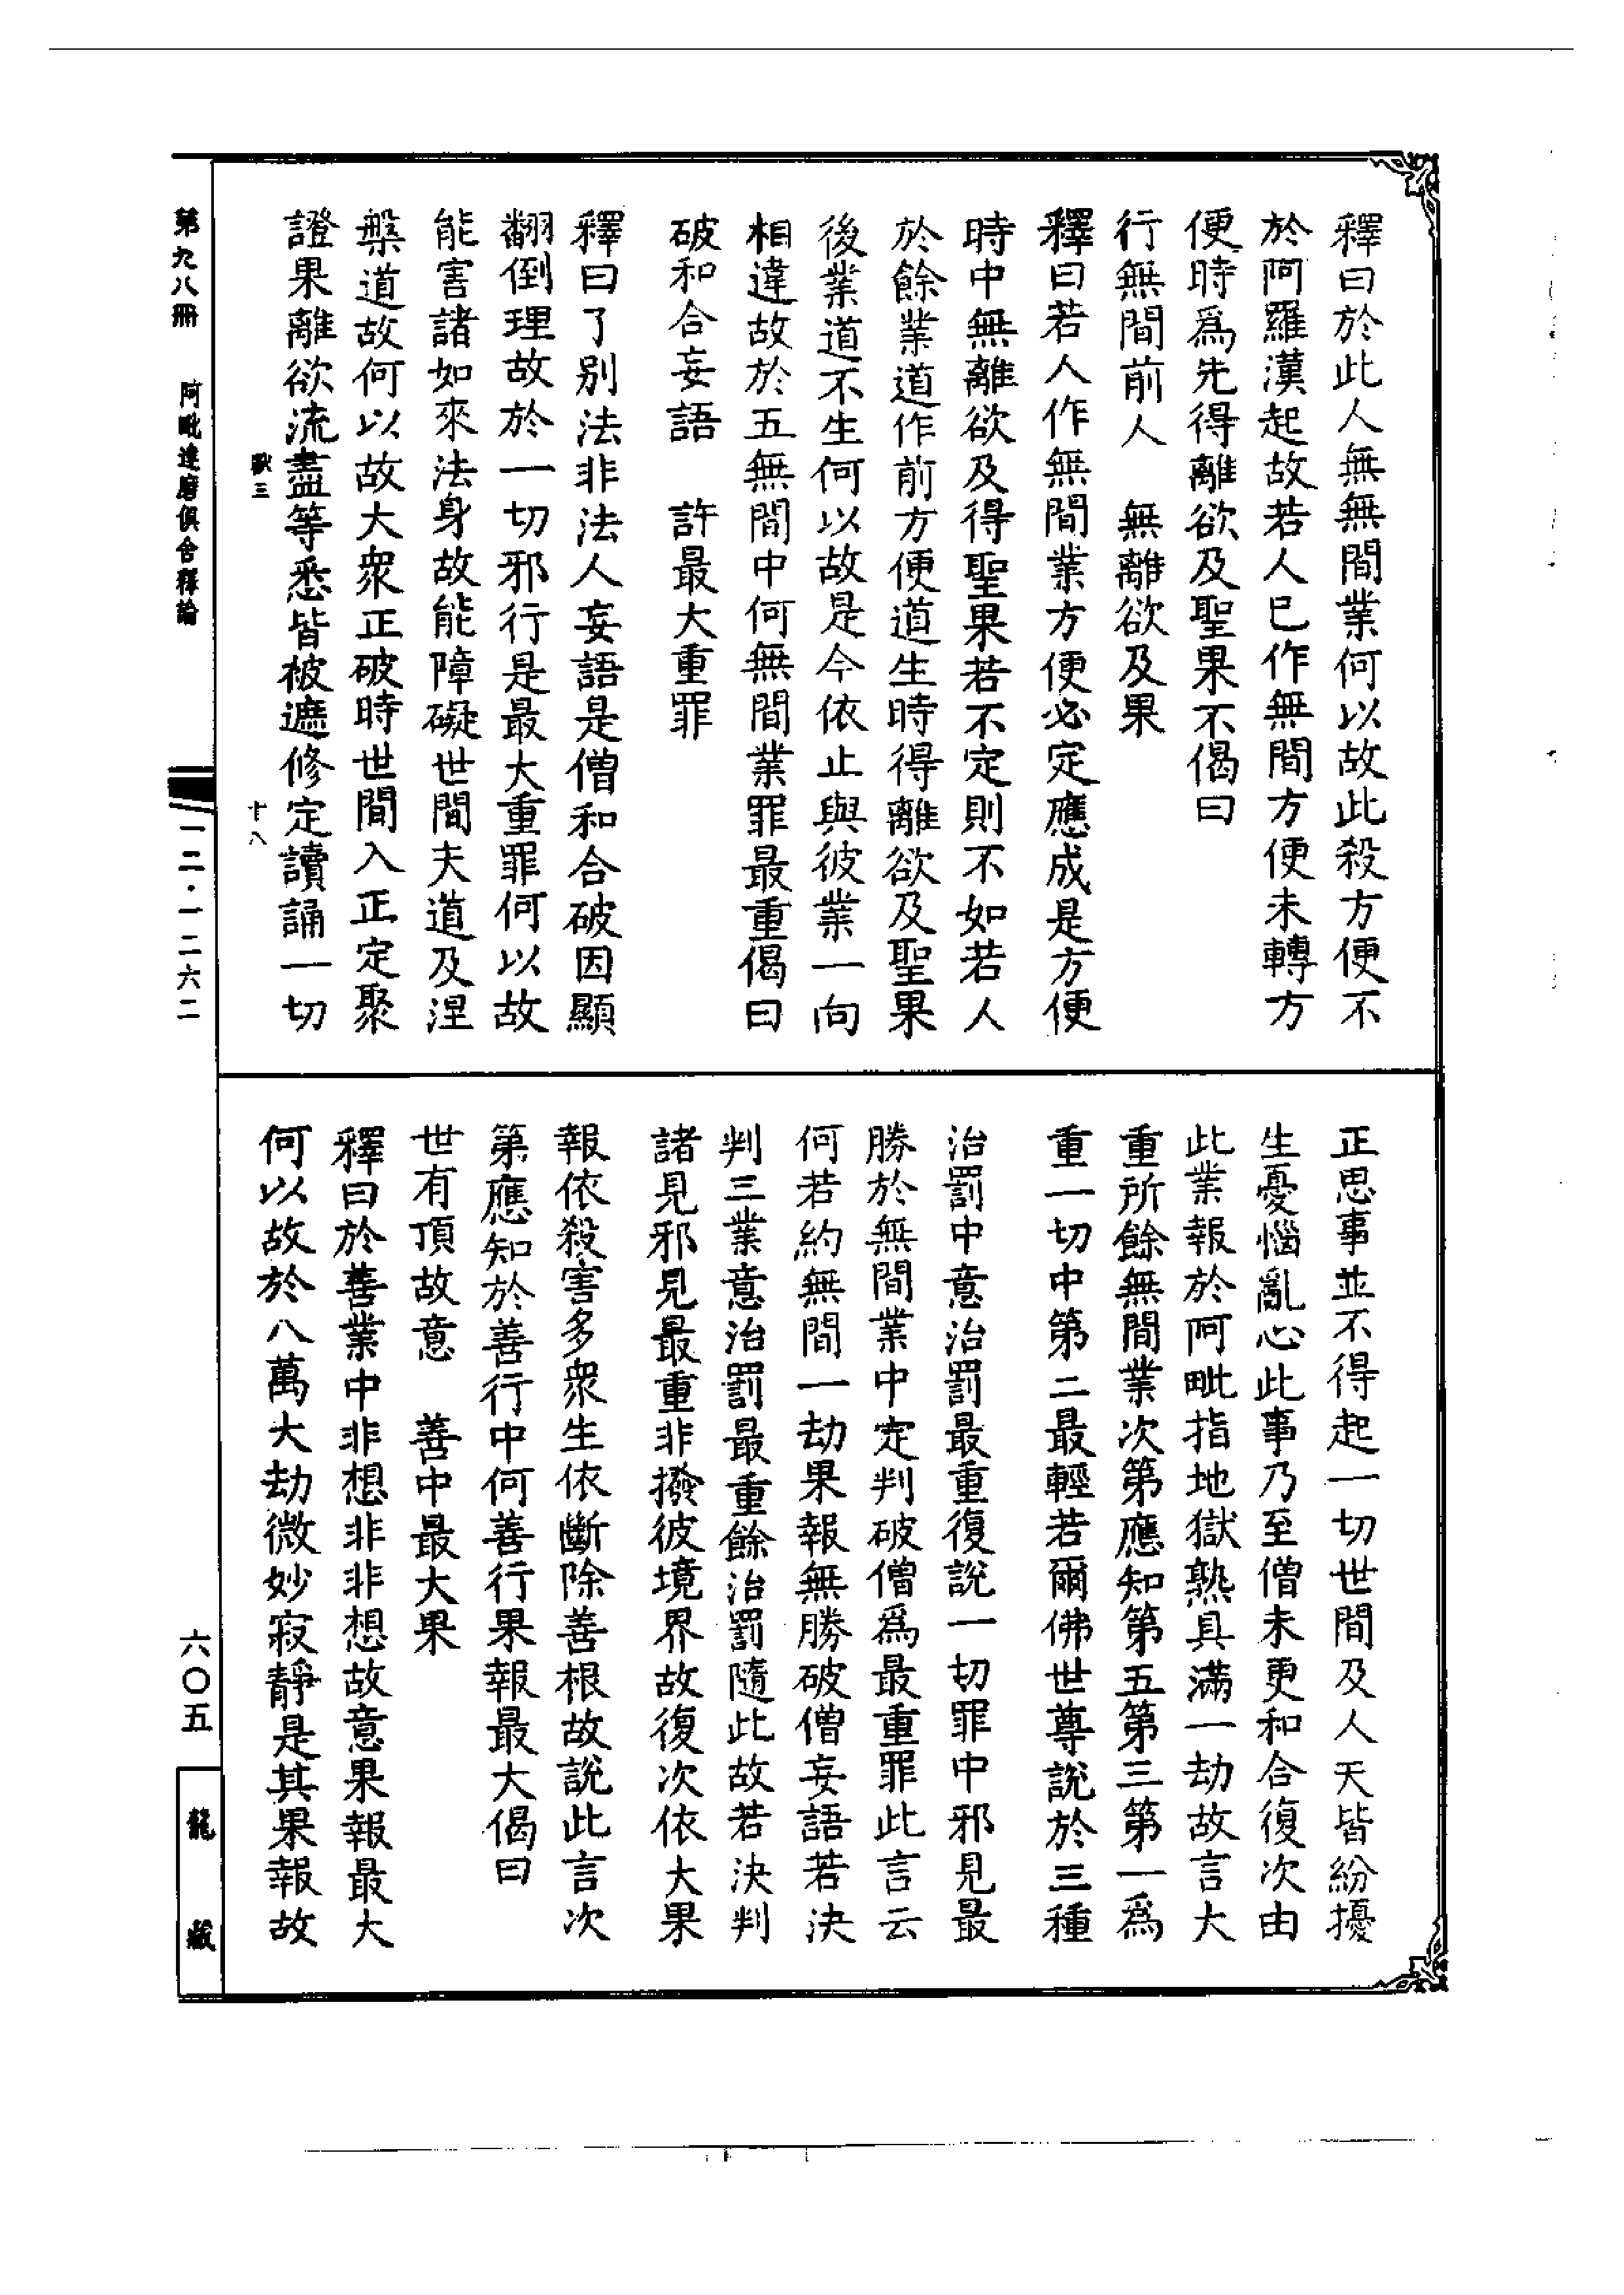 釋曰於此人無無間業何以故此殺方便不
於阿羅漢起故若人已作無間方便未轉方
便時爲先得離欲及聖果不偈曰
行無間前人　無離欲及果
釋曰若人作無間業方便必定應成是方便
時中無離欲及得聖果若不定則不如若人
於餘業道作前方便道生時得離欲及聖果
後業道不生何以故是今依止與彼業一向
相違故於五無間中何無間業罪最重偈曰
破和合妄語　許最大重罪
釋曰了别法非法人妄語是僧和合破因顯
翻倒理故於一切邪行是最大重罪何以故
能害諸如來法身故能障礙世間夫道及涅
槃道故何以故大衆正破時世間入正定聚
證果離欲流盡等悉皆被遮修定讀誦一切
正思事並不得起一切世間及人天皆紛擾
生憂惱亂心此事乃至僧未更和合復次由
此業報於阿毗指地獄熟具滿一劫故言大
重所餘無間業次第應知第五第三第一爲
重一切中第二最輕若爾佛世尊說於三種
治罰中意治罰最重復說一切罪中邪見最
勝於無間業中定判破僧爲最重罪此言云
何若約無間一劫果報無勝破僧妄語若決
判三業意治罰最重餘治罰隨此故若決判
諸見邪見最重非撥彼境界故復次依大果
報依殺害多衆生依斷除善根故說此言次
第應知於善行中何善行果報最大偈曰
世有頂故意　善中最大果
釋曰於善業中非想非非想故意果報最大
何以故於八萬大劫微妙寂靜是其果報故
第九八冊　阿毗達磨俱舍釋論
三
十八
一二·一二六二
六〇五
龍藏